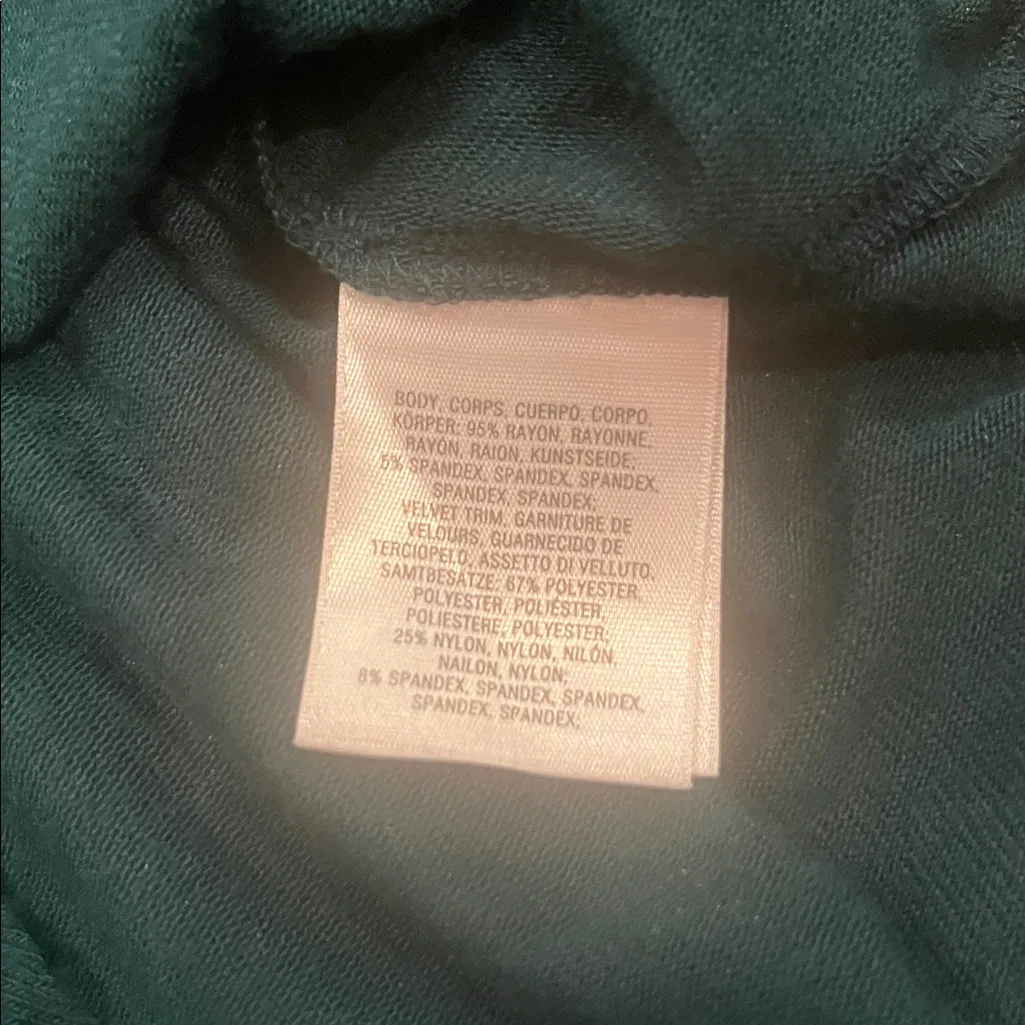 BODY, CORPS, CUERPO, CORPO,
KÖRPER: 95% RAYON, RAYONNE,
RAYÓN, RAION, KUNSTSEIDE;
5% SPANDEX, SPANDEX, SPANDEX,
SPANDEX, SPANDEX;
VELVET TRIM, GARNITURE DE
VELOURS, GUARNECIDO DE
TERCIOPELO, ASSETTO DI VELLUTO,
SAMTBESÄTZE: 67% POLYESTER,
POLYESTER, POLIÉSTER,
POLIESTERE, POLYESTER;
25% NYLON, NYLON, NILÓN,
NAILON, NYLON;
8% SPANDEX, SPANDEX, SPANDEX,
SPANDEX, SPANDEX;